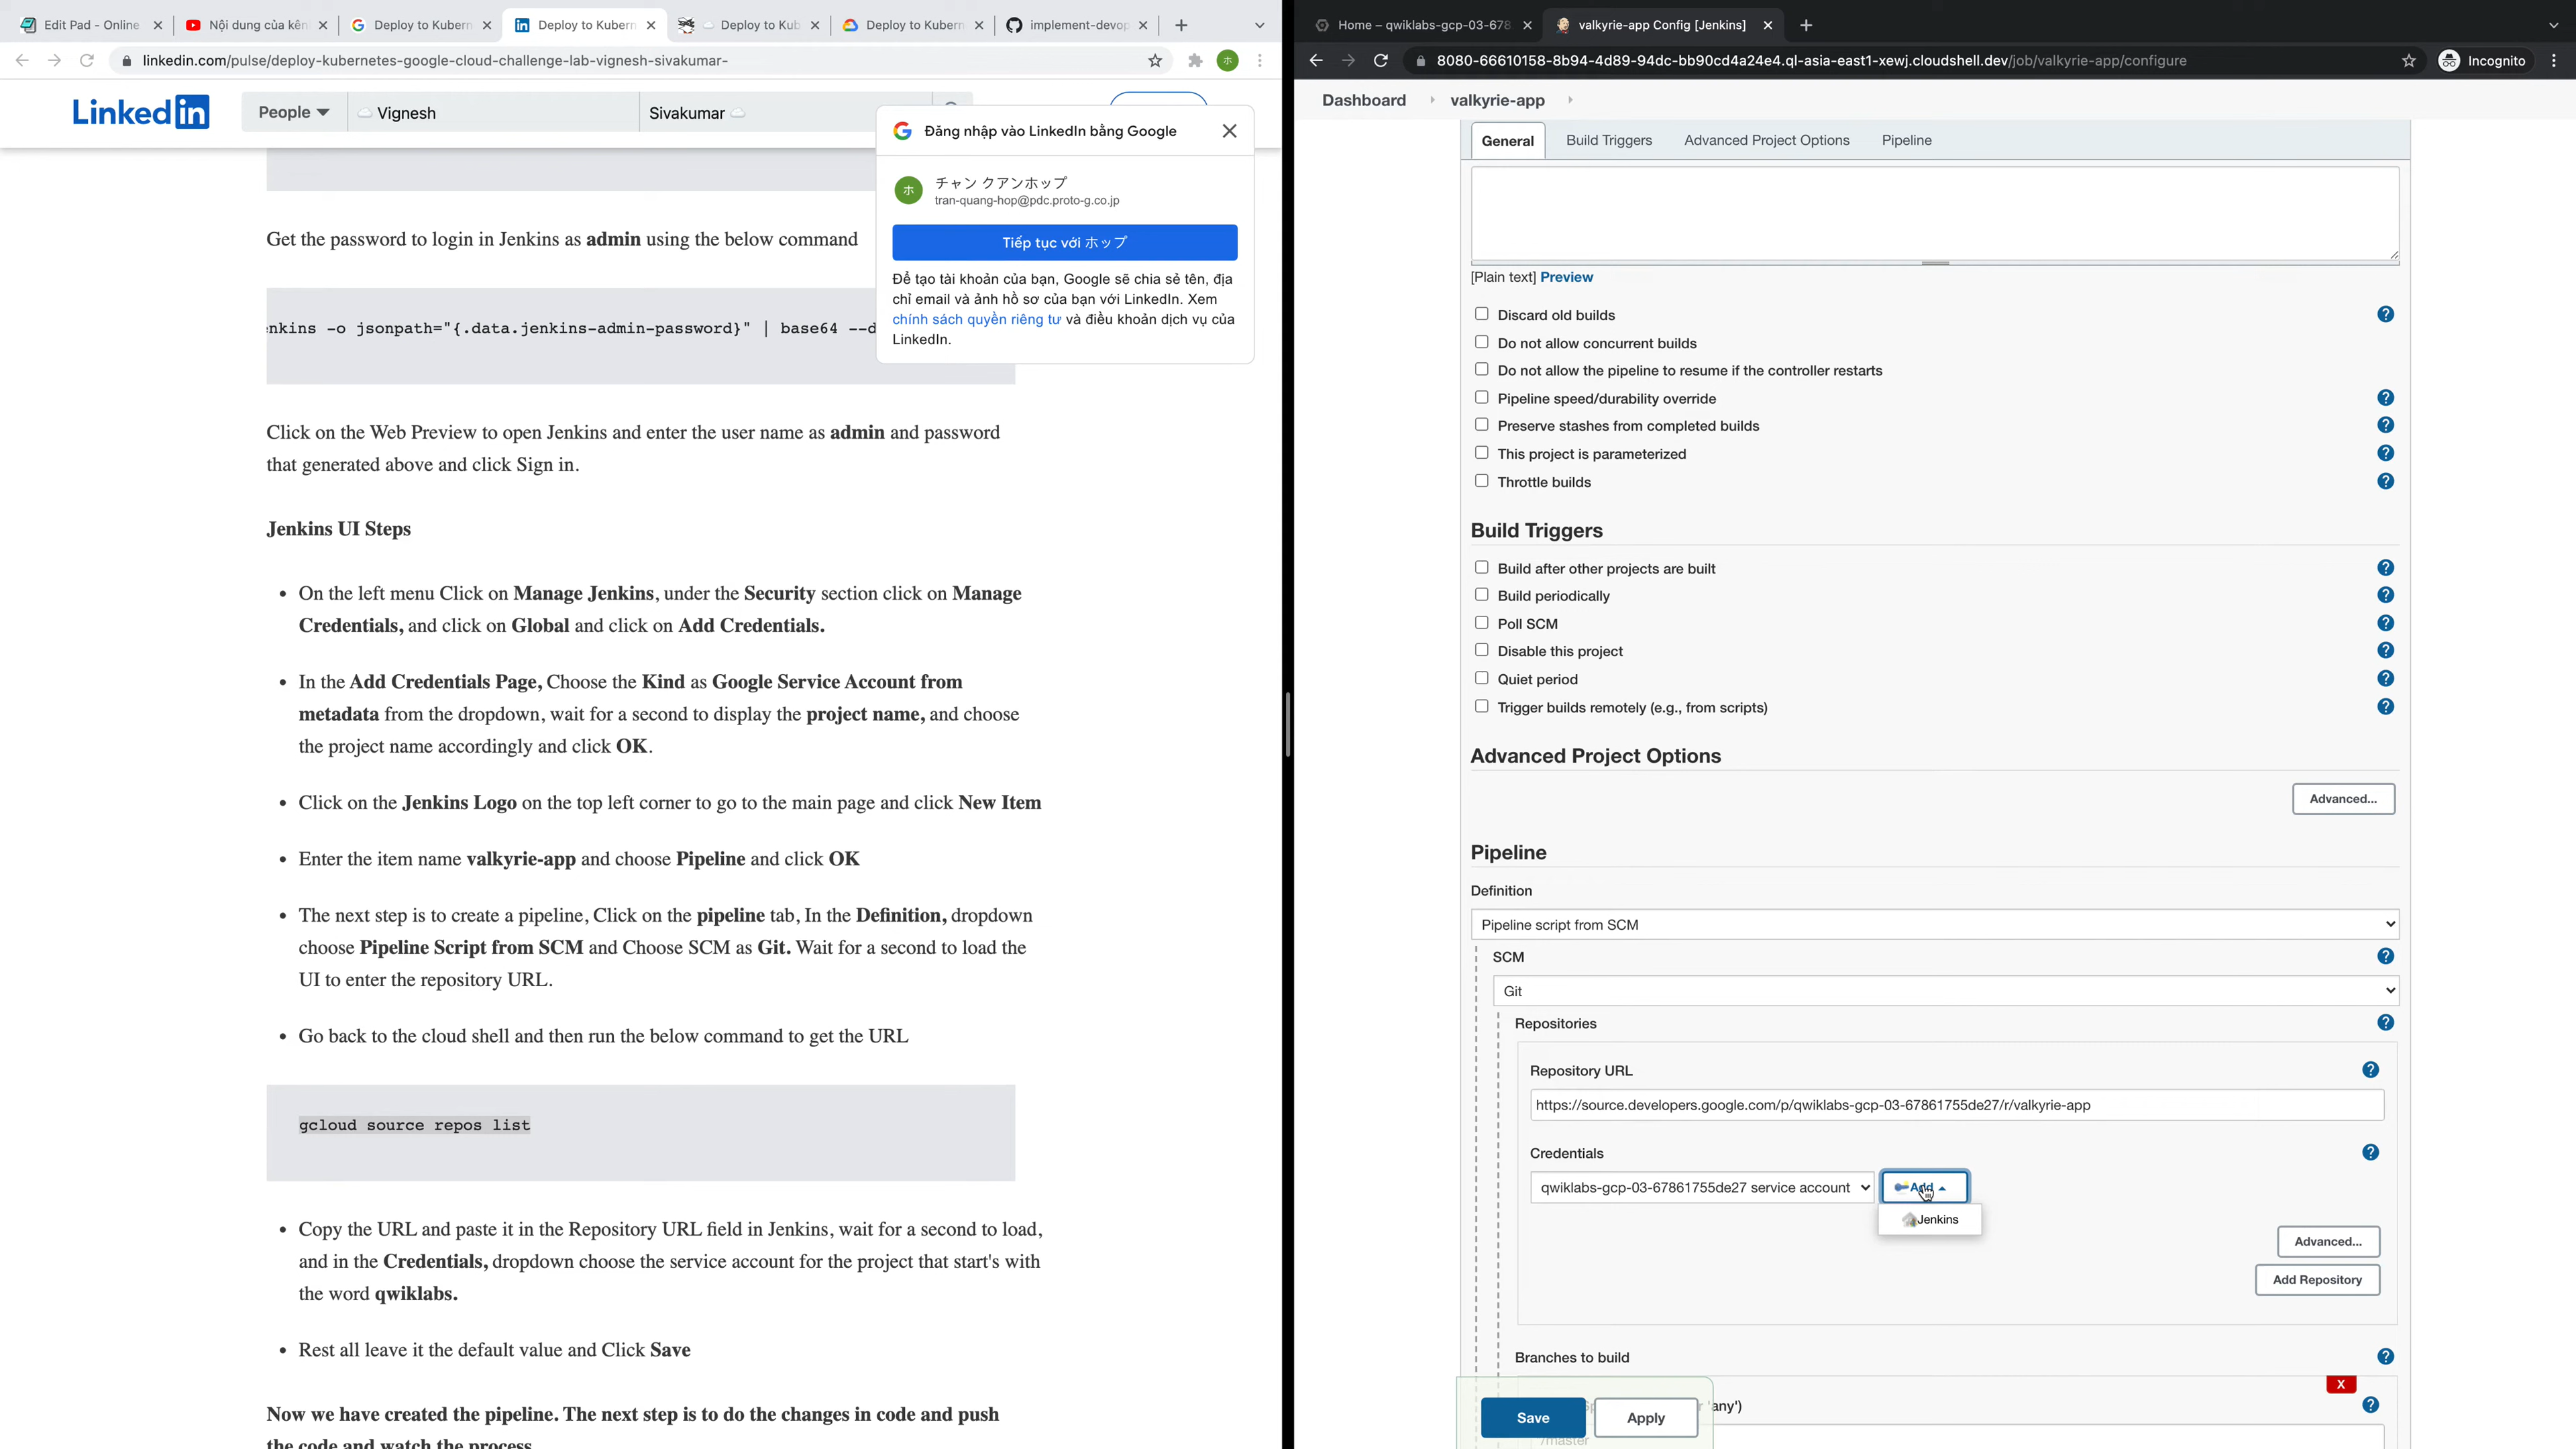 Edit Pad - Online
Nội dung của kên
Deploy to Kubern
Deploy to Kubern
Deploy to Kub
Deploy to Kubern
implement-devop
linkedin.com/pulse/deploy-kubernetes-google-cloud-challenge-lab-vignesh-sivakumar-
ホ
Linked in
People
Vignesh
Sivakumar
Đăng nhập vào LinkedIn bằng Google
ホ
チャン クアンホップ
tran-quang-hop@pdc.proto-g.co.jp
Tiếp tục với ホップ
Để tạo tài khoản của bạn, Google sẽ chia sẻ tên, địa
chỉ email và ảnh hồ sơ của bạn với LinkedIn. Xem
chính sách quyền riêng tư và điều khoản dịch vụ của
LinkedIn.
Get the password to login in Jenkins as admin using the below command
nkins -o jsonpath="{.data.jenkins-admin-password}" | base64 --d
Click on the Web Preview to open Jenkins and enter the user name as admin and password
that generated above and click Sign in.
Jenkins UI Steps
• On the left menu Click on Manage Jenkins, under the Security section click on Manage
Credentials, and click on Global and click on Add Credentials.
• In the Add Credentials Page, Choose the Kind as Google Service Account from
metadata from the dropdown, wait for a second to display the project name, and choose
the project name accordingly and click OK.
• Click on the Jenkins Logo on the top left corner to go to the main page and click New Item
• Enter the item name valkyrie-app and choose Pipeline and click OK
• The next step is to create a pipeline, Click on the pipeline tab, In the Definition, dropdown
choose Pipeline Script from SCM and Choose SCM as Git. Wait for a second to load the
UI to enter the repository URL.
• Go back to the cloud shell and then run the below command to get the URL
gcloud source repos list
• Copy the URL and paste it in the Repository URL field in Jenkins, wait for a second to load,
and in the Credentials, dropdown choose the service account for the project that start's with
the word qwiklabs.
• Rest all leave it the default value and Click Save
Now we have created the pipeline. The next step is to do the changes in code and push
the code and watch the process
Home – qwiklabs-gcp-03-678
valkyrie-app Config [Jenkins]
8080-66610158-8b94-4d89-94dc-bb90cd4a24e4.ql-asia-east1-xewj.cloudshell.dev/job/valkyrie-app/configure
Incognito
Dashboard
valkyrie-app
General
Build Triggers
Advanced Project Options
Pipeline
[Plain text] Preview
Discard old builds
Do not allow concurrent builds
Do not allow the pipeline to resume if the controller restarts
Pipeline speed/durability override
Preserve stashes from completed builds
This project is parameterized
Throttle builds
Build Triggers
Build after other projects are built
Build periodically
Poll SCM
Disable this project
Quiet period
Trigger builds remotely (e.g., from scripts)
Advanced Project Options
Advanced...
Pipeline
Definition
Pipeline script from SCM
SCM
Git
Repositories
Repository URL
https://source.developers.google.com/p/qwiklabs-gcp-03-67861755de27/r/valkyrie-app
Credentials
qwiklabs-gcp-03-67861755de27 service account
Add
Jenkins
Advanced...
Add Repository
Branches to build
X
'any')
Save
Apply
/master